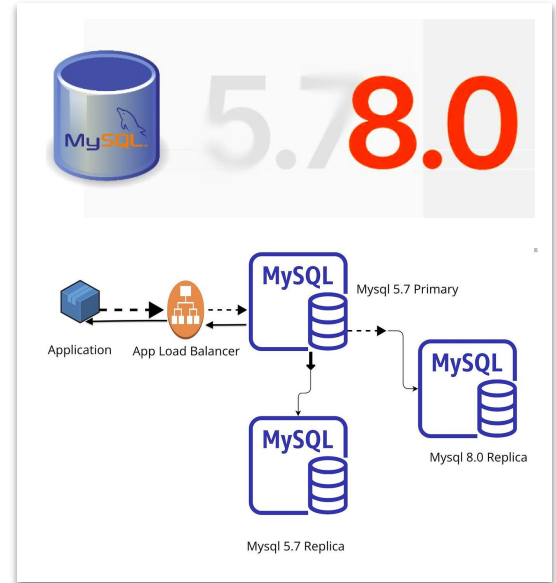 MySQL
5.7
8.0
MySQL
Mysql 5.7 Primary
Application
App Load Balancer
MySQL
Mysql 8.0 Replica
MySQL
Mysql 5.7 Replica